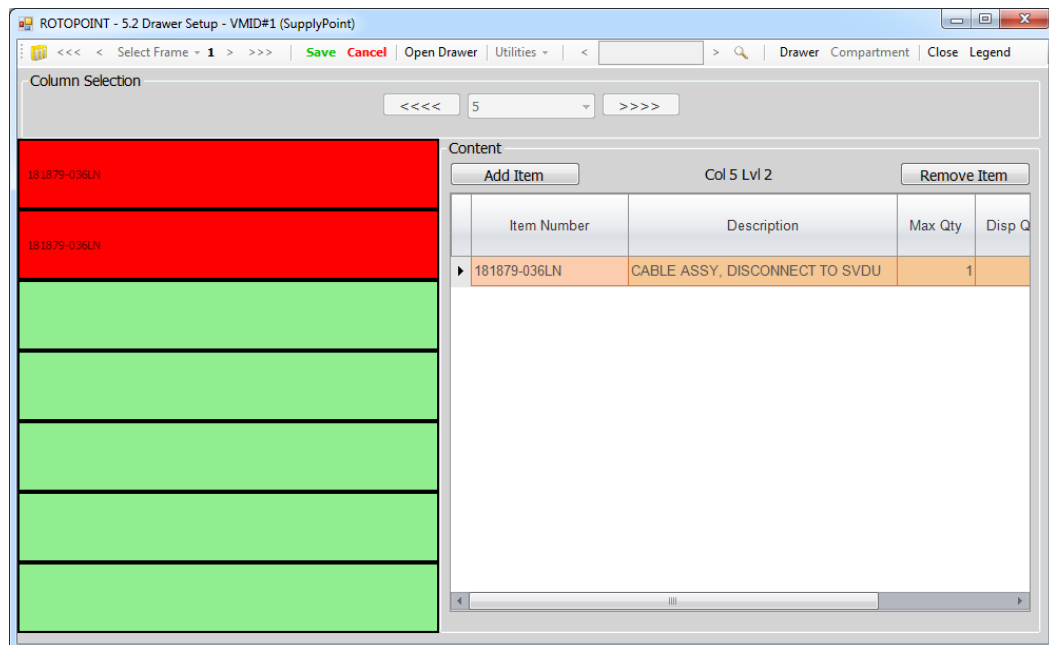 ROTOPOINT - 5.2 Drawer Setup - VMID#1 (SupplyPoint)
<<< < Select Frame 1 > >>> Save Cancel Open Drawer Utilities < > Drawer Compartment Close Legend
Column Selection
<<<< 5 >>>>
181879-036LN
181879-036LN
Content
Add Item Col 5 Lvl 2 Remove Item
Item Number Description Max Qty Disp Q
181879-036LN CABLE ASSY, DISCONNECT TO SVDU 1